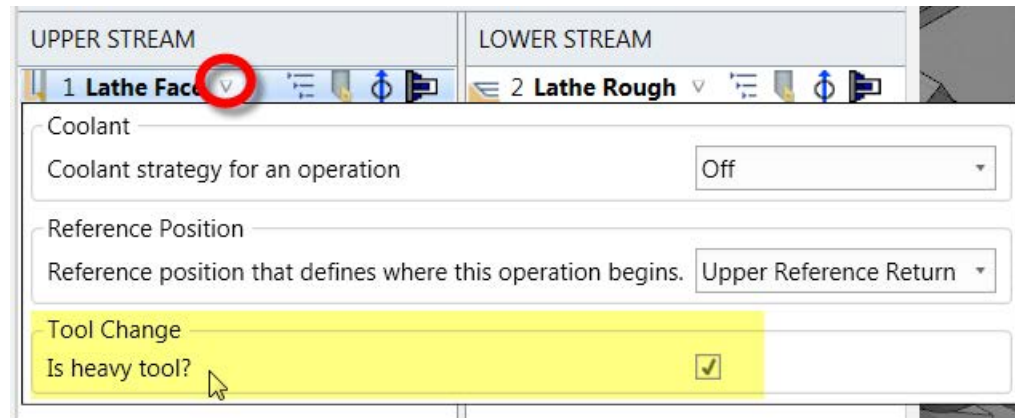 UPPER STREAM
LOWER STREAM
1 Lathe Face
2 Lathe Rough
Coolant
Coolant strategy for an operation
Off
Reference Position
Reference position that defines where this operation begins.
Upper Reference Return
Tool Change
Is heavy tool?